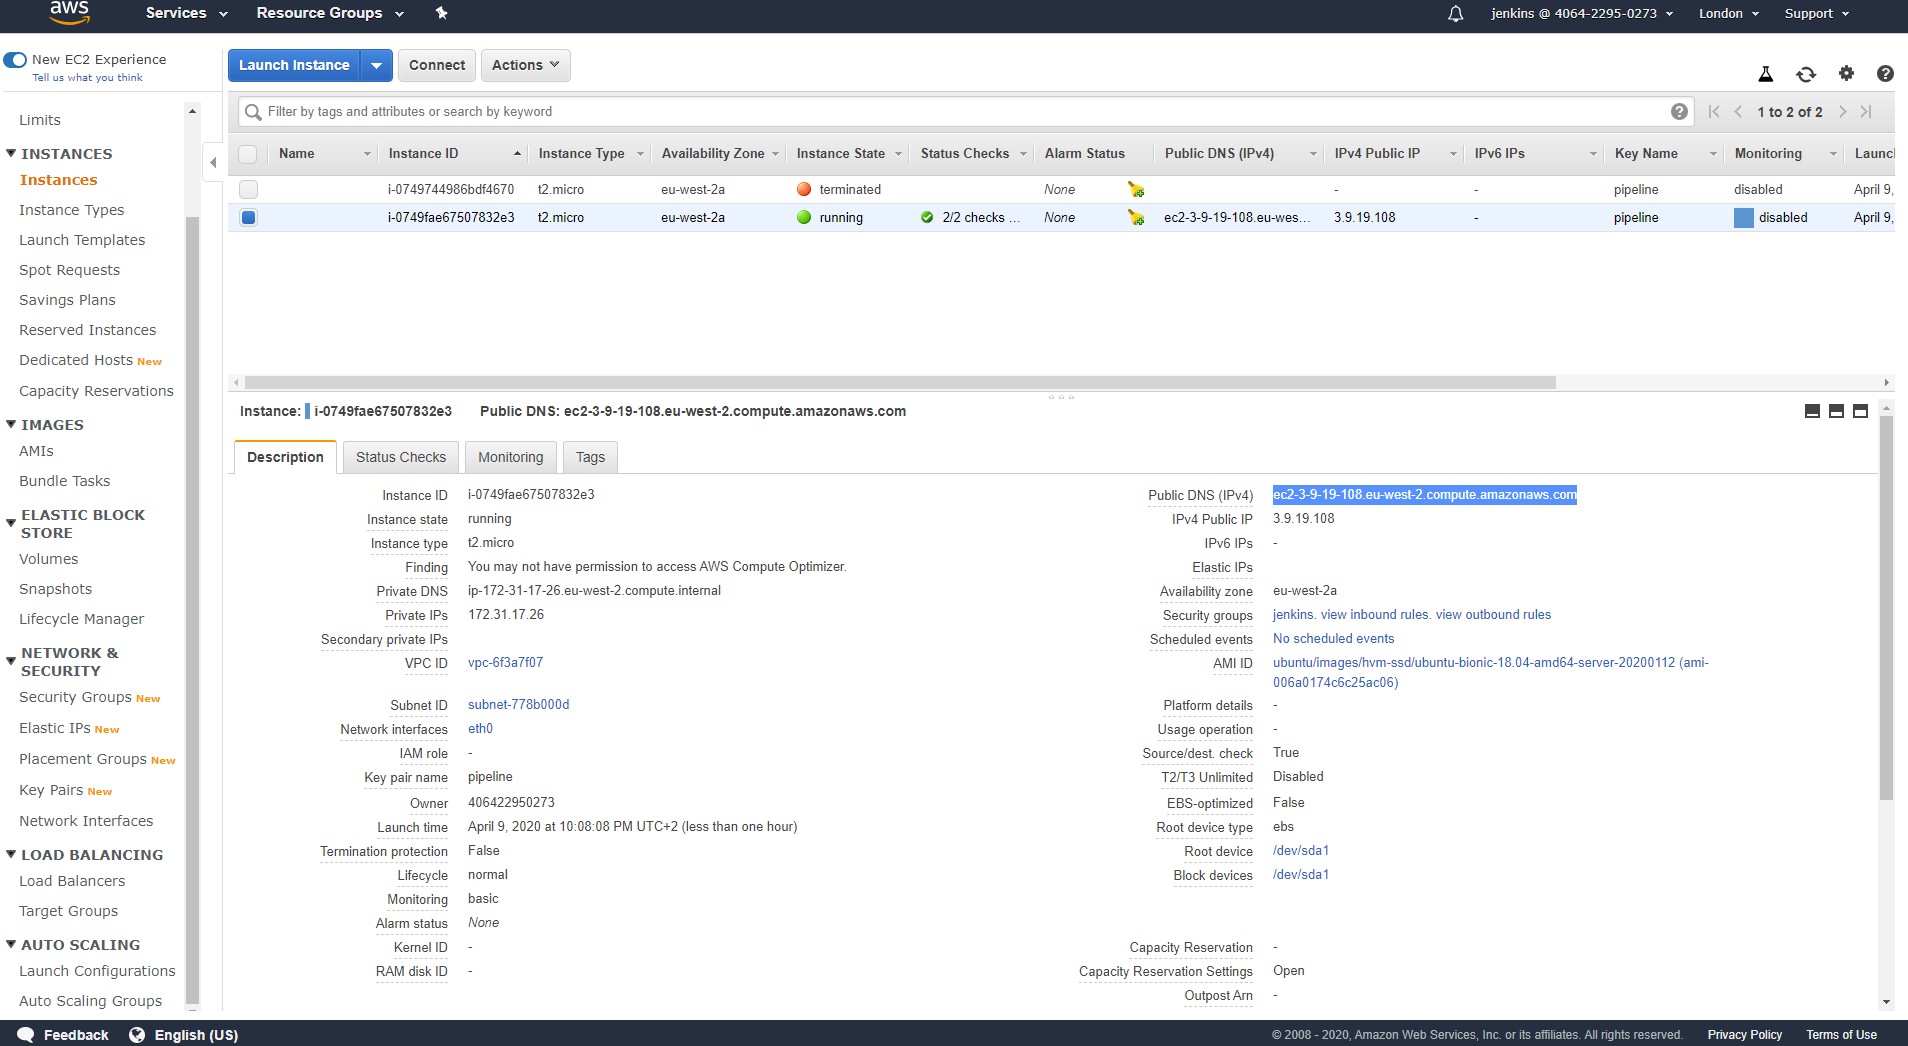 aws Services Resource Groups jenkins @ 4064-2295-0273 London Support
New EC2 Experience
Tell us what you think
Limits
INSTANCES
Instances
Instance Types
Launch Templates
Spot Requests
Savings Plans
Reserved Instances
Dedicated Hosts New
Capacity Reservations
IMAGES
AMIs
Bundle Tasks
ELASTIC BLOCK
STORE
Volumes
Snapshots
Lifecycle Manager
NETWORK &
SECURITY
Security Groups New
Elastic IPs New
Placement Groups New
Key Pairs New
Network Interfaces
LOAD BALANCING
Load Balancers
Target Groups
AUTO SCALING
Launch Configurations
Auto Scaling Groups
Launch Instance Connect Actions
Filter by tags and attributes or search by keyword 1 to 2 of 2
Name Instance ID Instance Type Availability Zone Instance State Status Checks Alarm Status Public DNS (IPv4) IPv4 Public IP IPv6 IPs Key Name Monitoring Launc
i-0749744986bdf4670 t2.micro eu-west-2a terminated None - - pipeline disabled April 9,
i-0749fae67507832e3 t2.micro eu-west-2a running 2/2 checks ... None ec2-3-9-19-108.eu-wes... 3.9.19.108 - pipeline disabled April 9,
Instance: i-0749fae67507832e3 Public DNS: ec2-3-9-19-108.eu-west-2.compute.amazonaws.com
Description Status Checks Monitoring Tags
Instance ID i-0749fae67507832e3
Instance state running
Instance type t2.micro
Finding You may not have permission to access AWS Compute Optimizer.
Private DNS ip-172-31-17-26.eu-west-2.compute.internal
Private IPs 172.31.17.26
Secondary private IPs
VPC ID vpc-6f3a7f07
Subnet ID subnet-778b000d
Network interfaces eth0
IAM role -
Key pair name pipeline
Owner 406422950273
Launch time April 9, 2020 at 10:08:08 PM UTC+2 (less than one hour)
Termination protection False
Lifecycle normal
Monitoring basic
Alarm status None
Kernel ID -
RAM disk ID -
Public DNS (IPv4) ec2-3-9-19-108.eu-west-2.compute.amazonaws.com
IPv4 Public IP 3.9.19.108
IPv6 IPs -
Elastic IPs
Availability zone eu-west-2a
Security groups jenkins. view inbound rules. view outbound rules
Scheduled events No scheduled events
AMI ID ubuntu/images/hvm-ssd/ubuntu-bionic-18.04-amd64-server-20200112 (ami-
006a0174c6c25ac06)
Platform details -
Usage operation -
Source/dest. check True
T2/T3 Unlimited Disabled
EBS-optimized False
Root device type ebs
Root device /dev/sda1
Block devices /dev/sda1
Capacity Reservation -
Capacity Reservation Settings Open
Outpost Arn -
Feedback English (US) © 2008 - 2020, Amazon Web Services, Inc. or its affiliates. All rights reserved. Privacy Policy Terms of Use